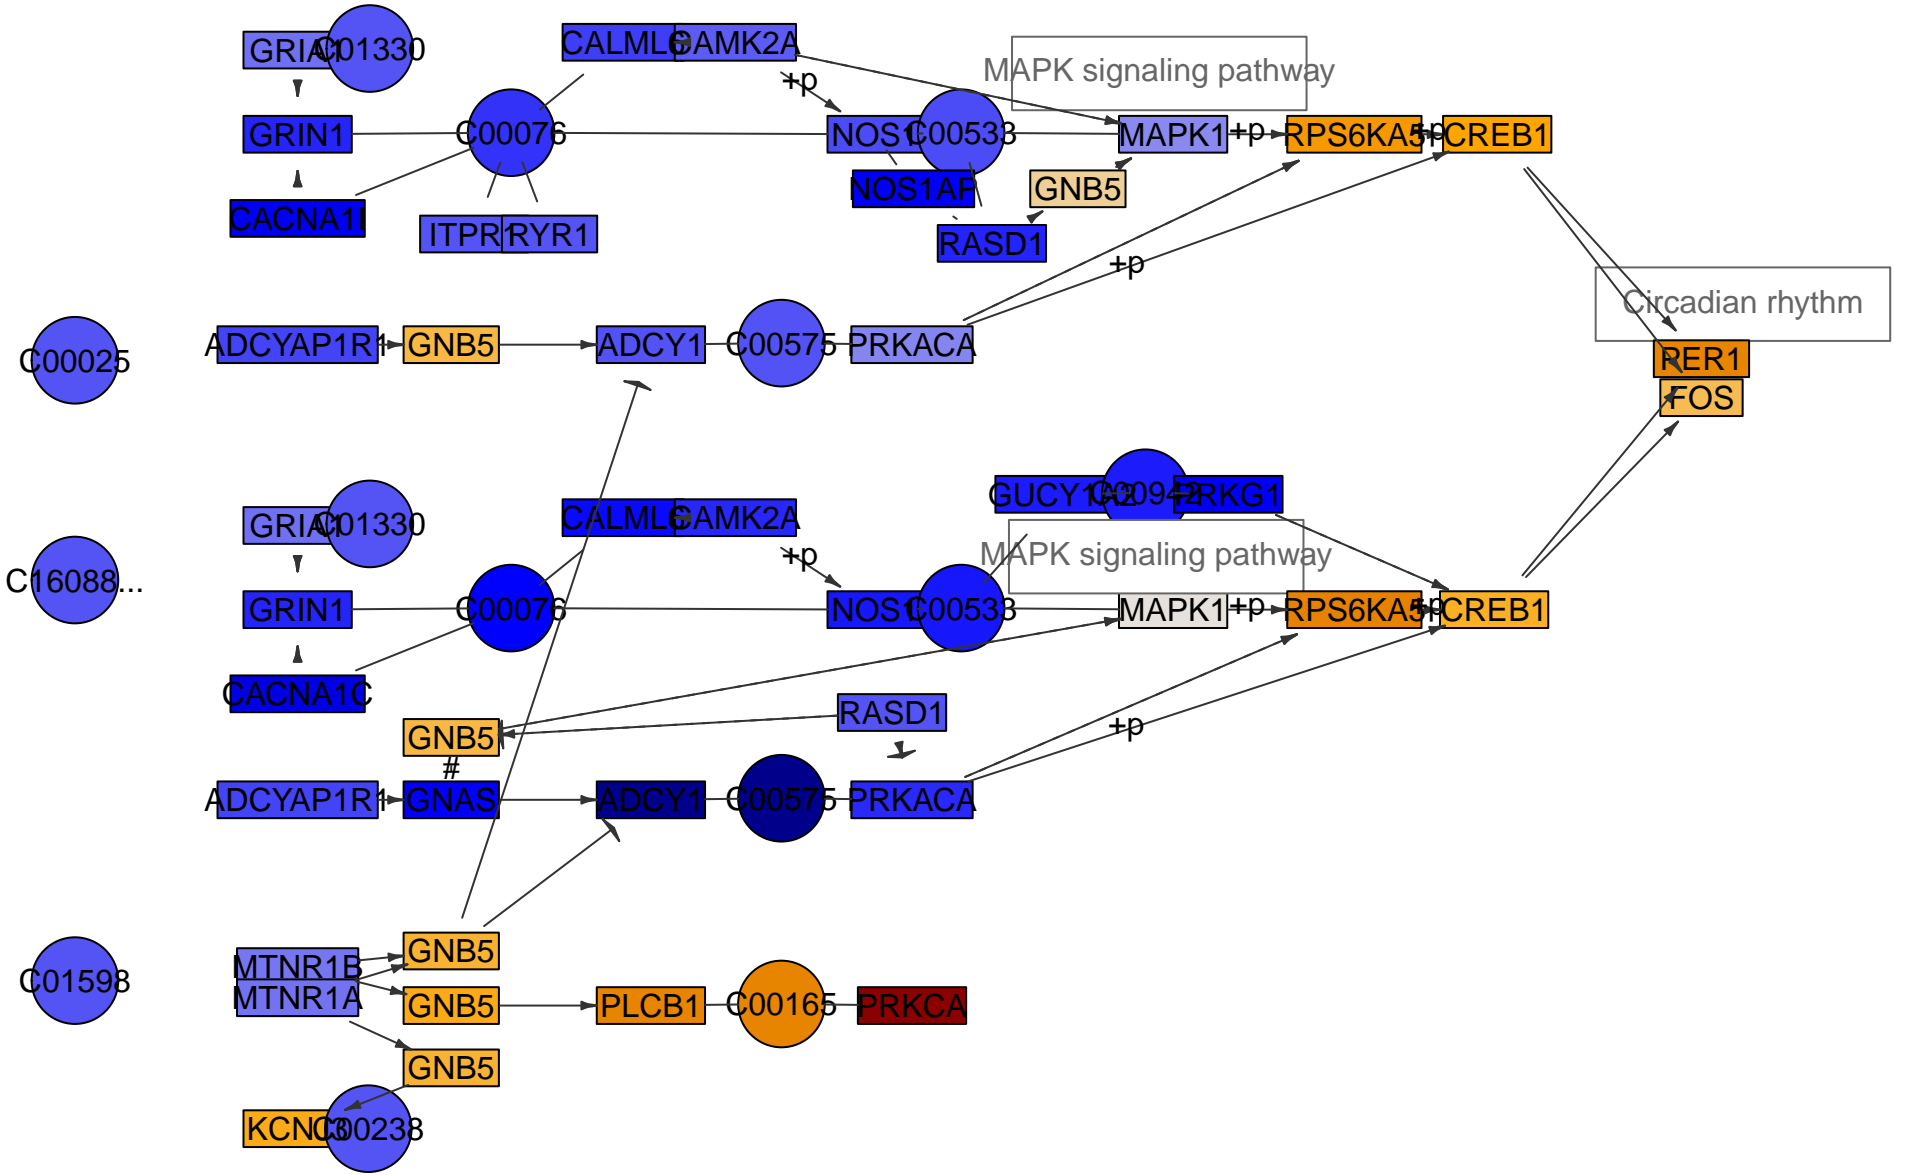 GRIA1 C01330 CALML6 CAMK2A
MAPK signaling pathway
+p
GRIN1 C00076 NOS1 C00533 MAPK1 +p RPS6KA5 +p CREB1
NOS1AP GNB5
CACNA1I ITPR1 RYR1 RASD1
+p
Circadian rhythm
C00025 ADCYAP1R1 GNB5 ADCY1 C00575 PRKACA
PER1
FOS
GUCY1A2 C00942 PRKG1
GRIA1 C01330 CALML6 CAMK2A
MAPK signaling pathway
+p
C16088...
GRIN1 C00076 NOS1 C00533 MAPK1 +p RPS6KA5 +p CREB1
CACNA1C
RASD1
+p
GNB5
#
ADCYAP1R1 GNAS ADCY1 C00575 PRKACA
GNB5
MTNR1B
C01598
MTNR1A
GNB5 PLCB1 C00165 PRKCA
GNB5
C00238